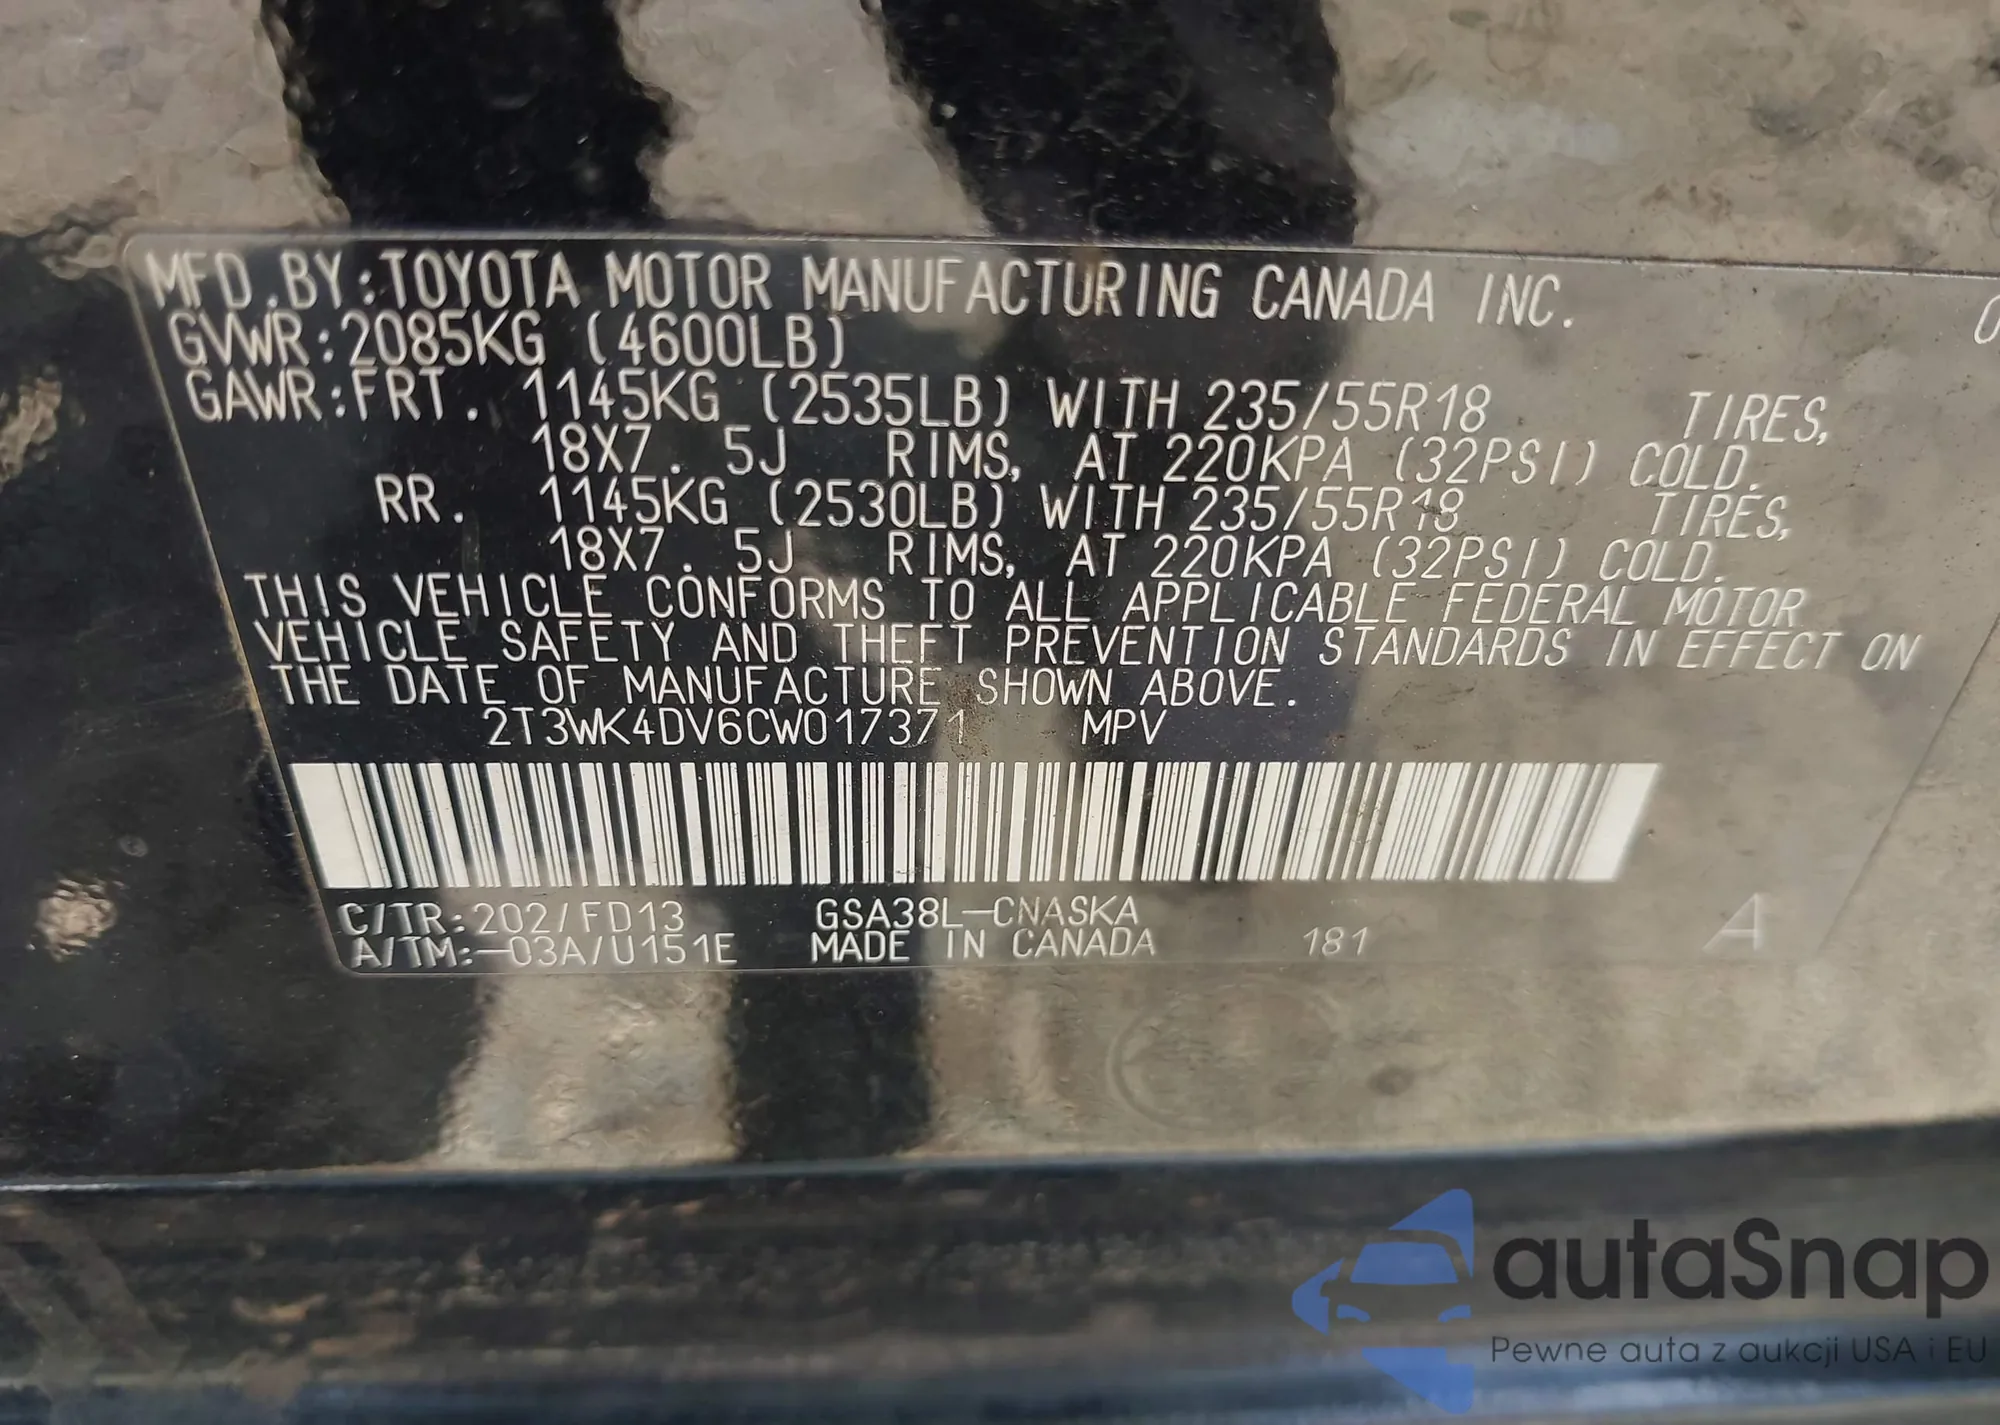 MFD.BY:TOYOTA MOTOR MANUFACTURING CANADA INC.
GVWR:2085KG (4600LB)
GAWR:FRT. 1145KG (2535LB) WITH 235/55R18 TIRES,
18X7.5J RIMS, AT 220KPA (32PSI) COLD.
RR. 1145KG (2530LB) WITH 235/55R18 TIRES,
18X7.5J RIMS, AT 220KPA (32PSI) COLD.
THIS VEHICLE CONFORMS TO ALL APPLICABLE FEDERAL MOTOR
VEHICLE SAFETY AND THEFT PREVENTION STANDARDS IN EFFECT ON
THE DATE OF MANUFACTURE SHOWN ABOVE.
2T3WK4DV6CW017371 MPV
C/TR:202/FD13 GSA38L-CNASKA
A/TM:-03A/U151E MADE IN CANADA 181 A
autaSnap
Pewne auta z aukcji USA i EU